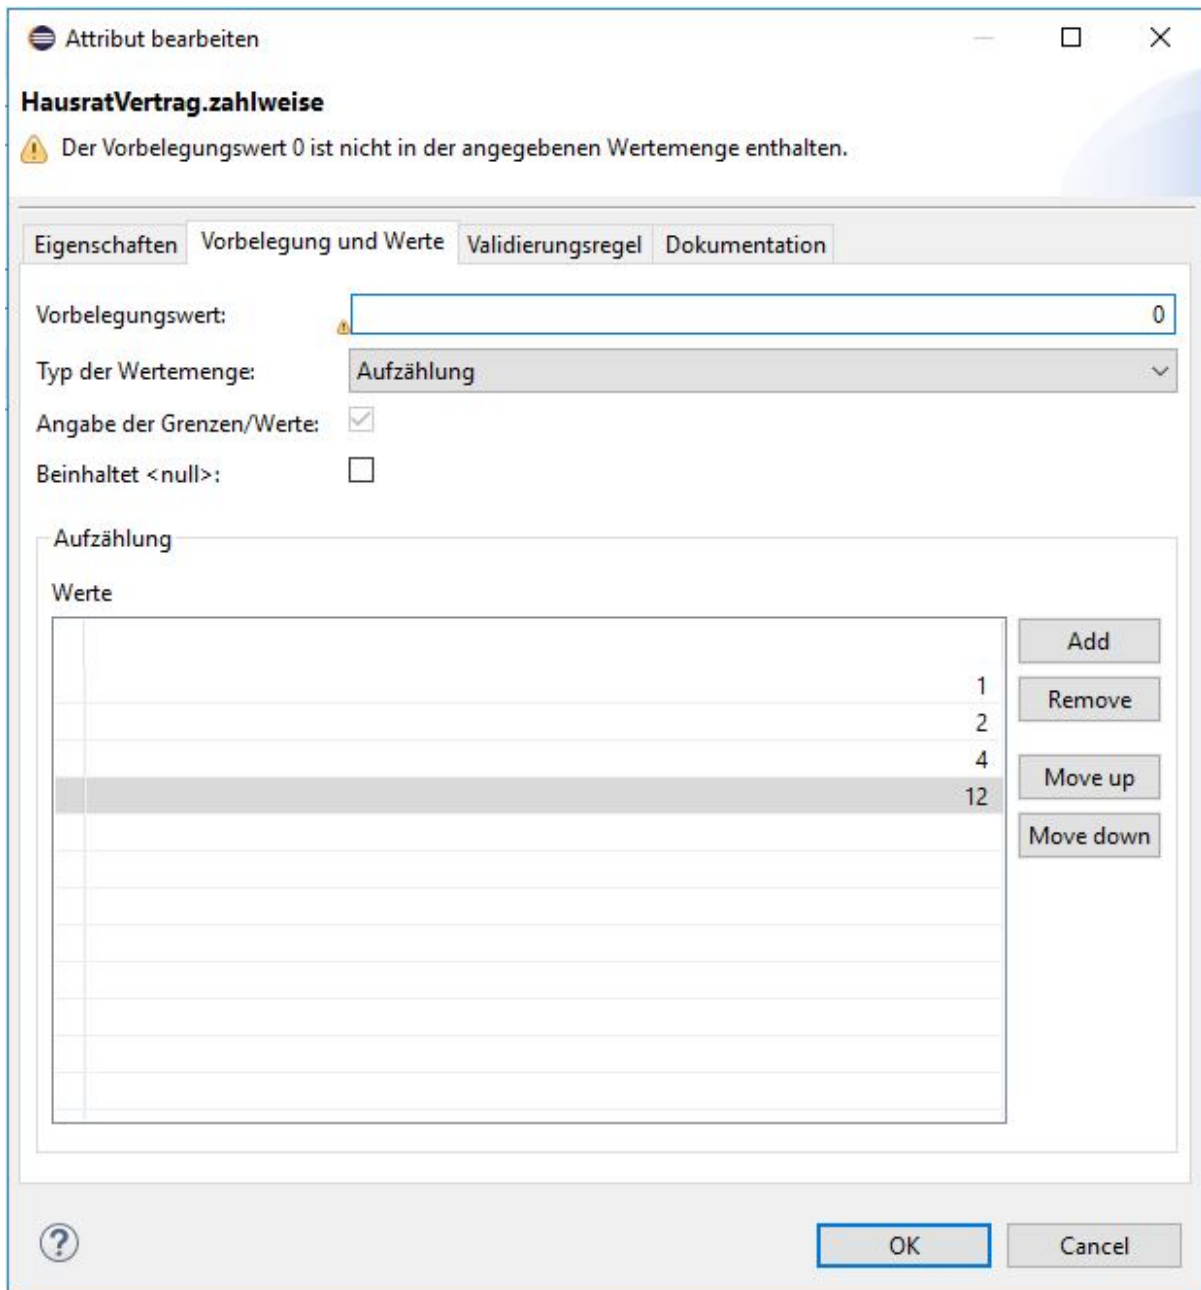 Attribut bearbeiten
HausratVertrag.zahlweise
Der Vorbelegungswert 0 ist nicht in der angegebenen Wertemenge enthalten.
Eigenschaften Vorbelegung und Werte Validierungsregel Dokumentation
Vorbelegungswert: 0
Typ der Wertemenge: Aufzählung
Angabe der Grenzen/Werte:
Beinhaltet <null>:
Aufzählung
Werte
Add
1
Remove
2
4
Move up
12
Move down
OK Cancel